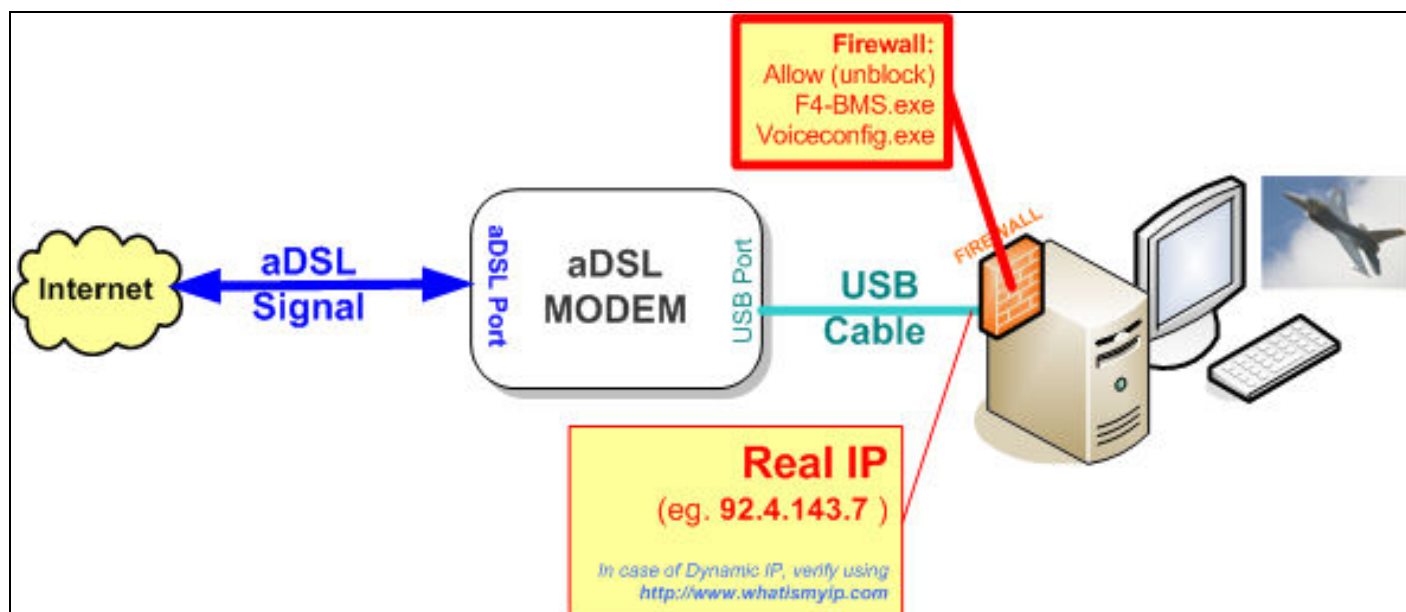 Firewall:
Allow (unblock)
F4-BMS.exe
Voiceconfig.exe
Internet
aDSL
Signal
aDSL Port
aDSL
MODEM
USB Port
USB
Cable
FIREWALL
Real IP
(eg. 92.4.143.7 )
In case of Dynamic IP, verify using
http://www.whatismyip.com